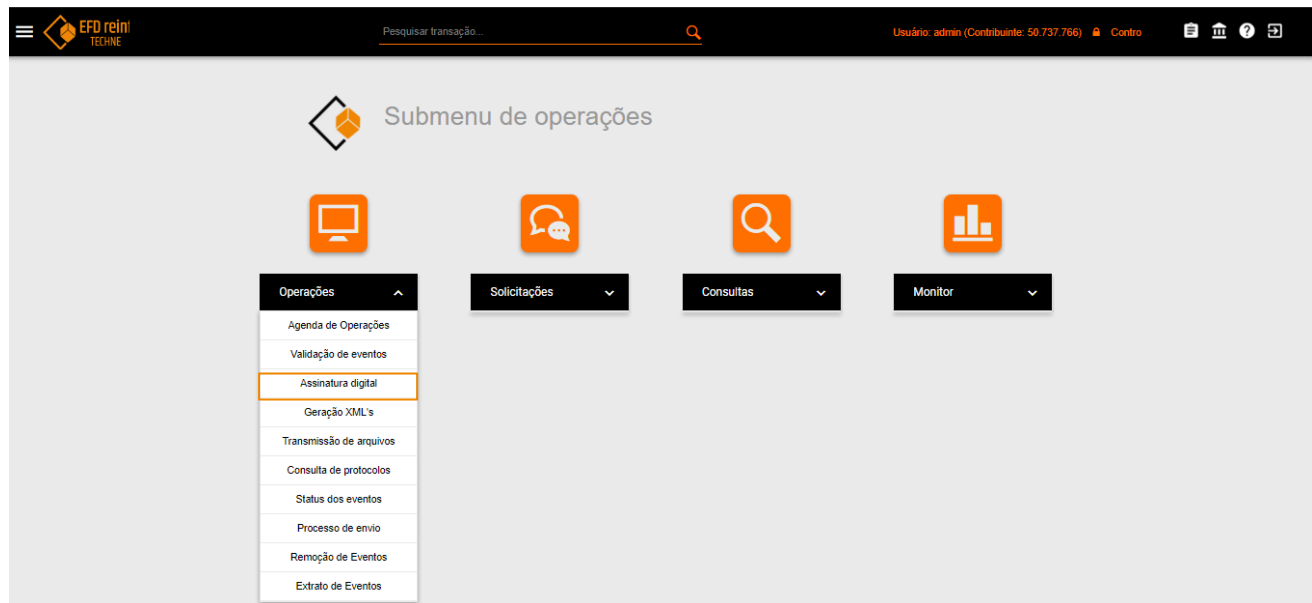 EFD rein
TECHNE
Pesquisar transação...
Usuário: admin (Contribuinte: 50.737.766) Contro
Submenu de operações
Operações
Solicitações
Consultas
Monitor
Agenda de Operações
Validação de eventos
Assinatura digital
Geração XML's
Transmissão de arquivos
Consulta de protocolos
Status dos eventos
Processo de envio
Remoção de Eventos
Extrato de Eventos